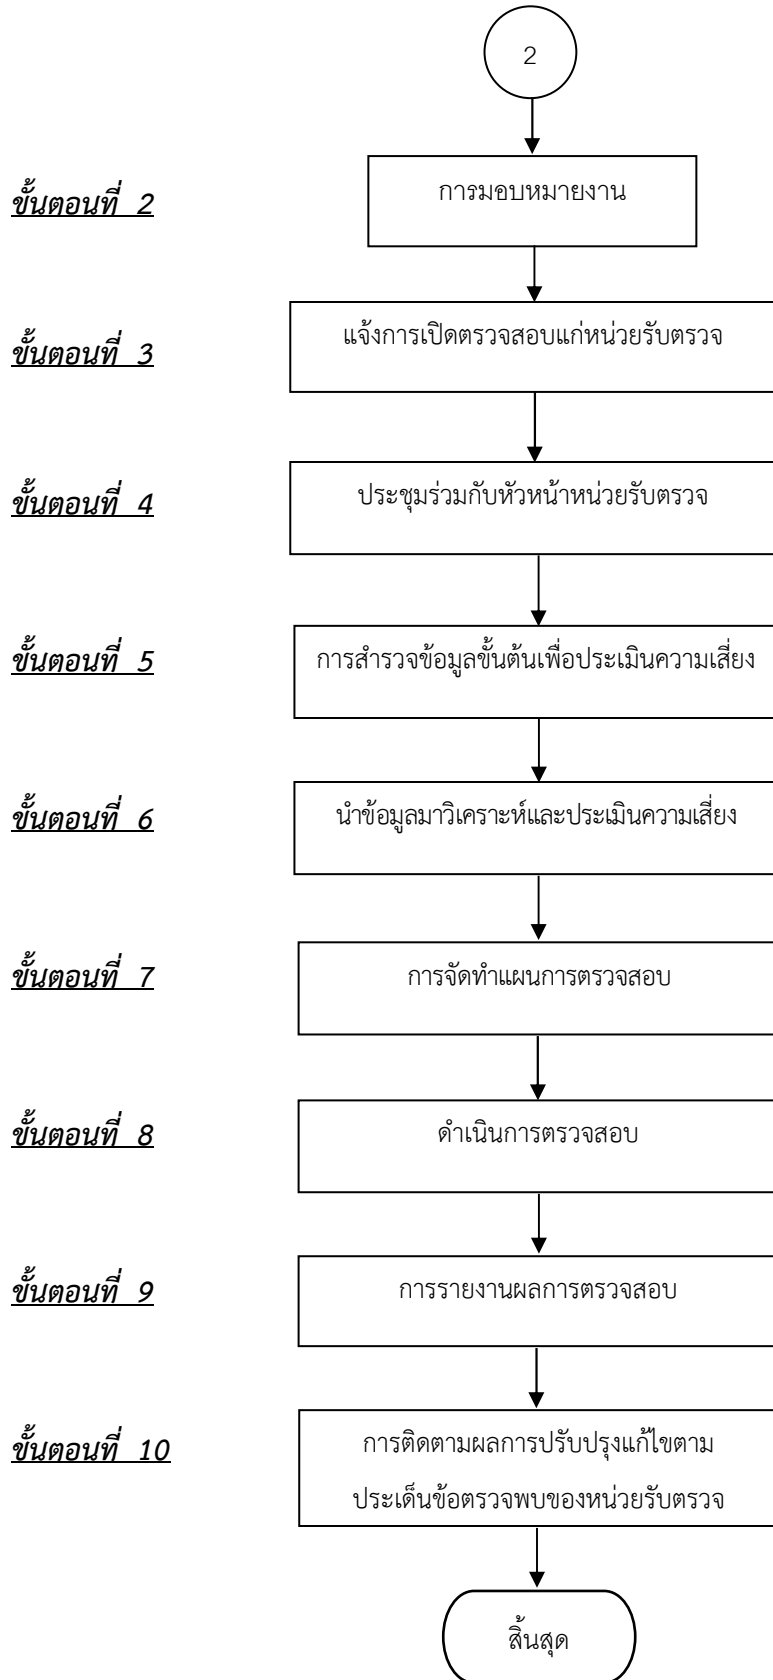 2
ขั้นตอนที่ 2
การมอบหมายงาน
ขั้นตอนที่ 3
แจ้งการเปิดตรวจสอบแก่หน่วยรับตรวจ
ขั้นตอนที่ 4
ประชุมร่วมกับหัวหน้าหน่วยรับตรวจ
ขั้นตอนที่ 5
การสำรวจข้อมูลขั้นต้นเพื่อประเมินความเสี่ยง
ขั้นตอนที่ 6
นำข้อมูลมาวิเคราะห์และประเมินความเสี่ยง
ขั้นตอนที่ 7
การจัดทำแผนการตรวจสอบ
ขั้นตอนที่ 8
ดำเนินการตรวจสอบ
ขั้นตอนที่ 9
การรายงานผลการตรวจสอบ
ขั้นตอนที่ 10
การติดตามผลการปรับปรุงแก้ไขตาม
ประเด็นข้อตรวจพบของหน่วยรับตรวจ
สิ้นสุด